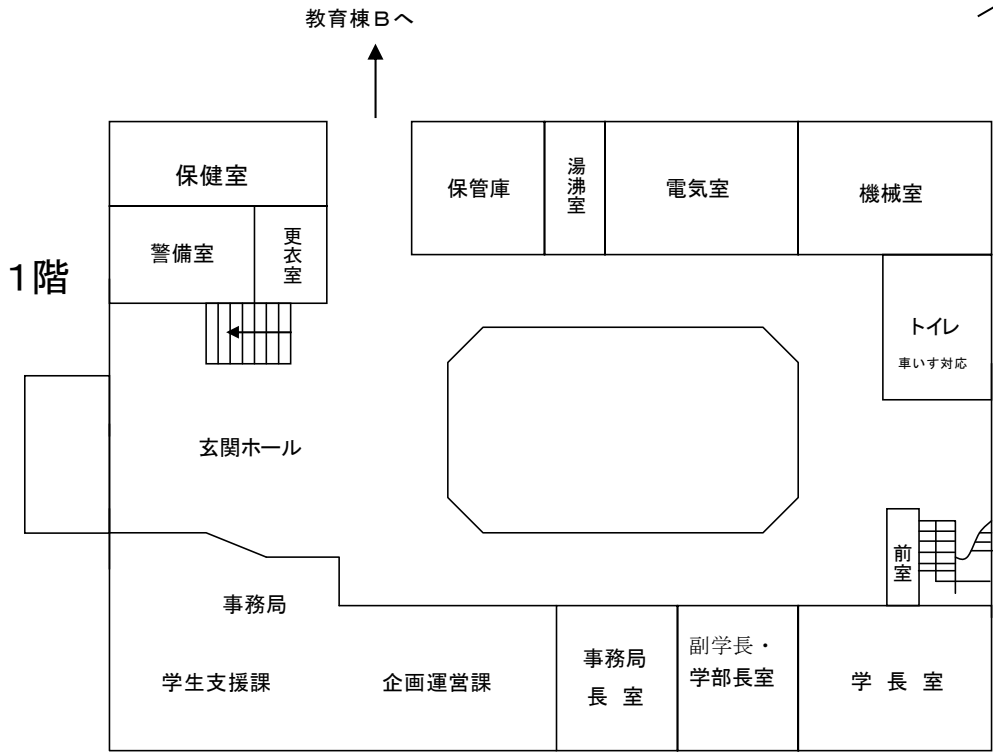 教育棟Bへ
保健室
保管庫
湯沸室
電気室
機械室
警備室
更衣室
1階
トイレ
車いす対応
玄関ホール
前室
事務局
学生支援課
企画運営課
事務局
長 室
副学長・
学部長室
学 長 室